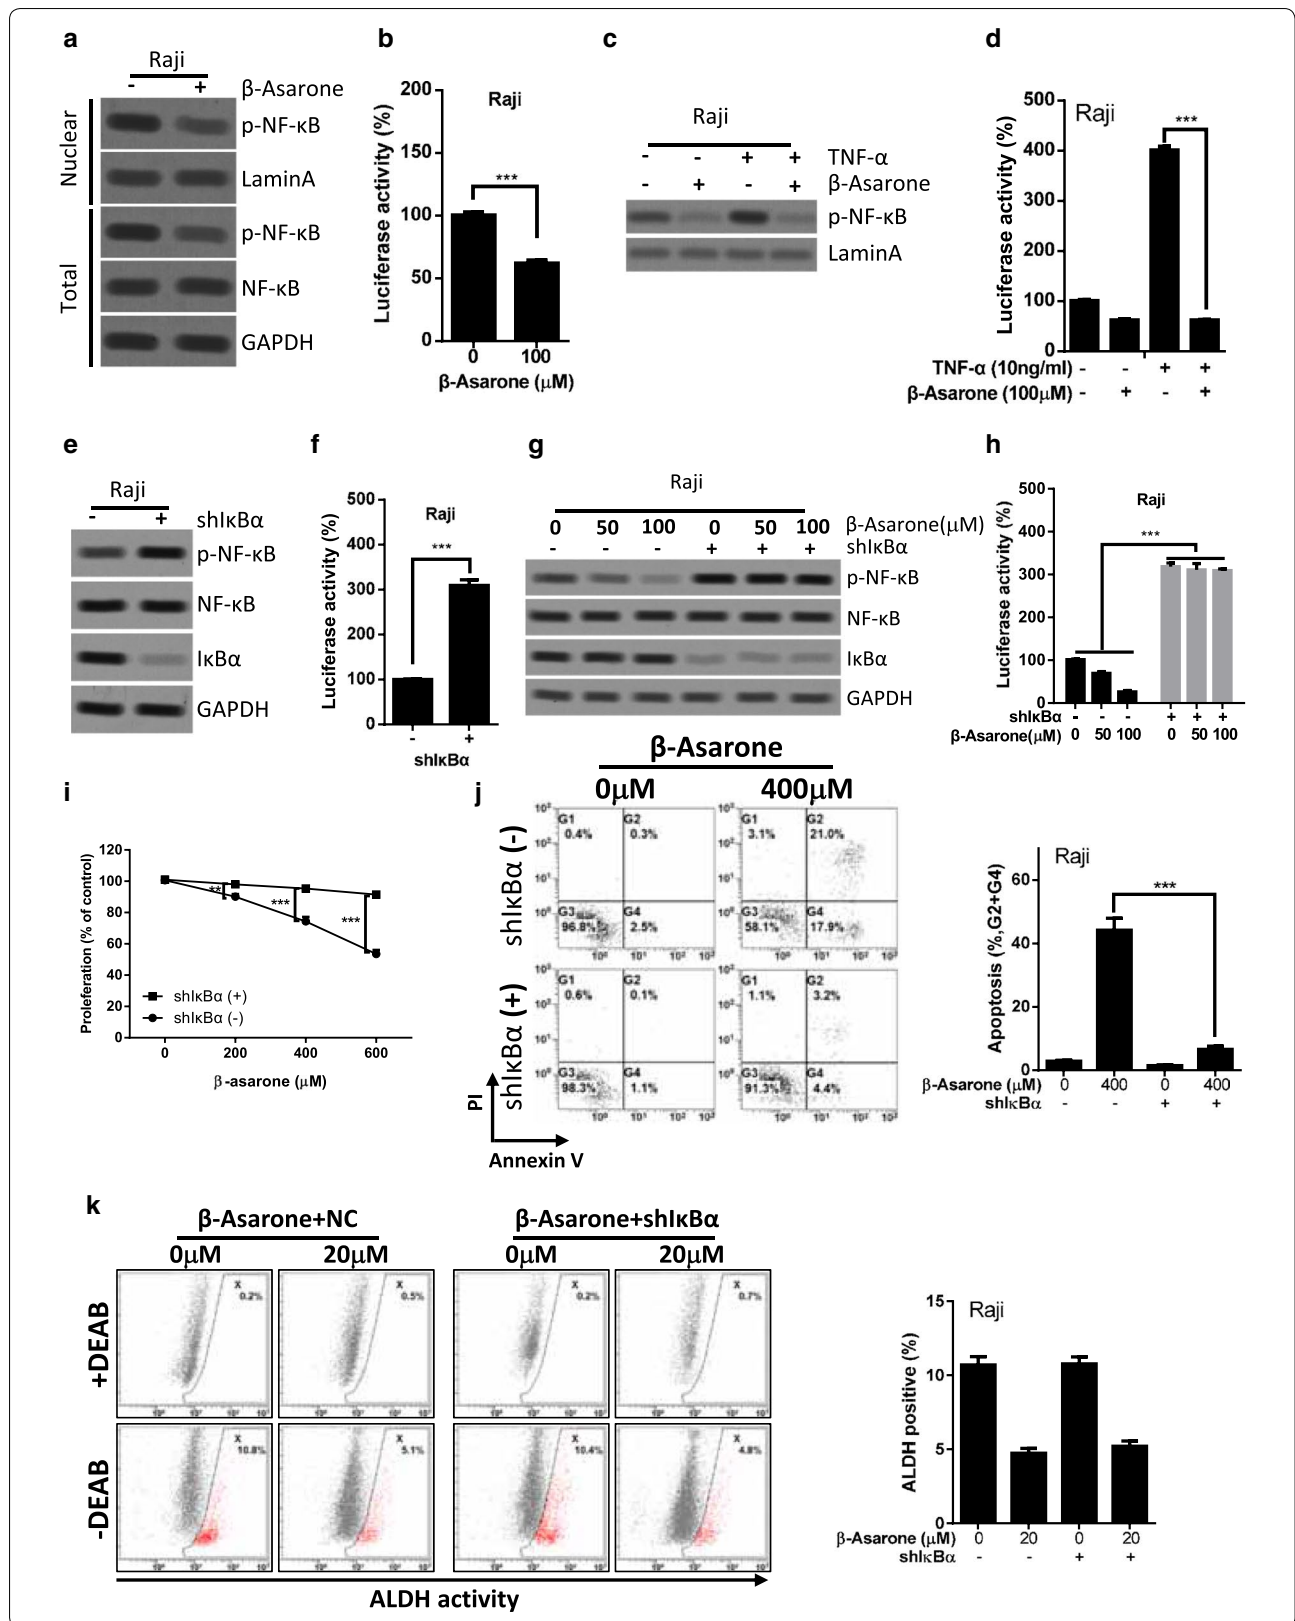 a
Raji
- +
β-Asarone
Nuclear
p-NF-κB
LaminA
Total
p-NF-κB
NF-κB
GAPDH
b
Raji
Luciferase activity (%)
200
150
100
50
0
***
0 100
β-Asarone (μM)
c
Raji
- - + + TNF-α
- + - + β-Asarone
p-NF-κB
LaminA
d
Raji
Luciferase activity (%)
500
400
300
200
100
0
***
TNF-α (10ng/ml) - - + +
β-Asarone (100μM) - + - +
e
Raji
- + shIκBα
p-NF-κB
NF-κB
IκBα
GAPDH
f
Raji
Luciferase activity (%)
500
400
300
200
100
0
***
- +
shIκBα
g
Raji
0 50 100 0 50 100 β-Asarone(μM)
- - - + + + shIκBα
p-NF-κB
NF-κB
IκBα
GAPDH
h
Raji
Luciferase activity (%)
500
400
300
200
100
0
***
shIκBα - - - + + +
β-Asarone(μM) 0 50 100 0 50 100
i
Proleferation (% of control)
120
100
80
60
40
20
0
**
***
***
shIκBα (+)
shIκBα (-)
0 200 400 600
β-asarone (μM)
j
β-Asarone
0μM 400μM
shIκBα (-)
G1 0.4%
G2 0.3%
G3 96.8%
G4 2.5%
G1 3.1%
G2 21.0%
G3 58.1%
G4 17.9%
shIκBα (+)
G1 0.6%
G2 0.1%
G3 98.3%
G4 1.1%
G1 1.1%
G2 3.2%
G3 91.3%
G4 4.4%
PI
Annexin V
Raji
Apoptosis (%,G2+G4)
60
40
20
0
***
β-Asarone (μM) 0 400 0 400
shIκBα - - + +
k
β-Asarone+NC
β-Asarone+shIκBα
0μM 20μM 0μM 20μM
+DEAB
X 0.2%
X 0.5%
X 0.2%
X 0.7%
-DEAB
X 10.8%
X 5.1%
X 10.4%
X 4.8%
ALDH activity
Raji
ALDH positive (%)
15
10
5
0
β-Asarone (μM) 0 20 0 20
shIκBα - - + +